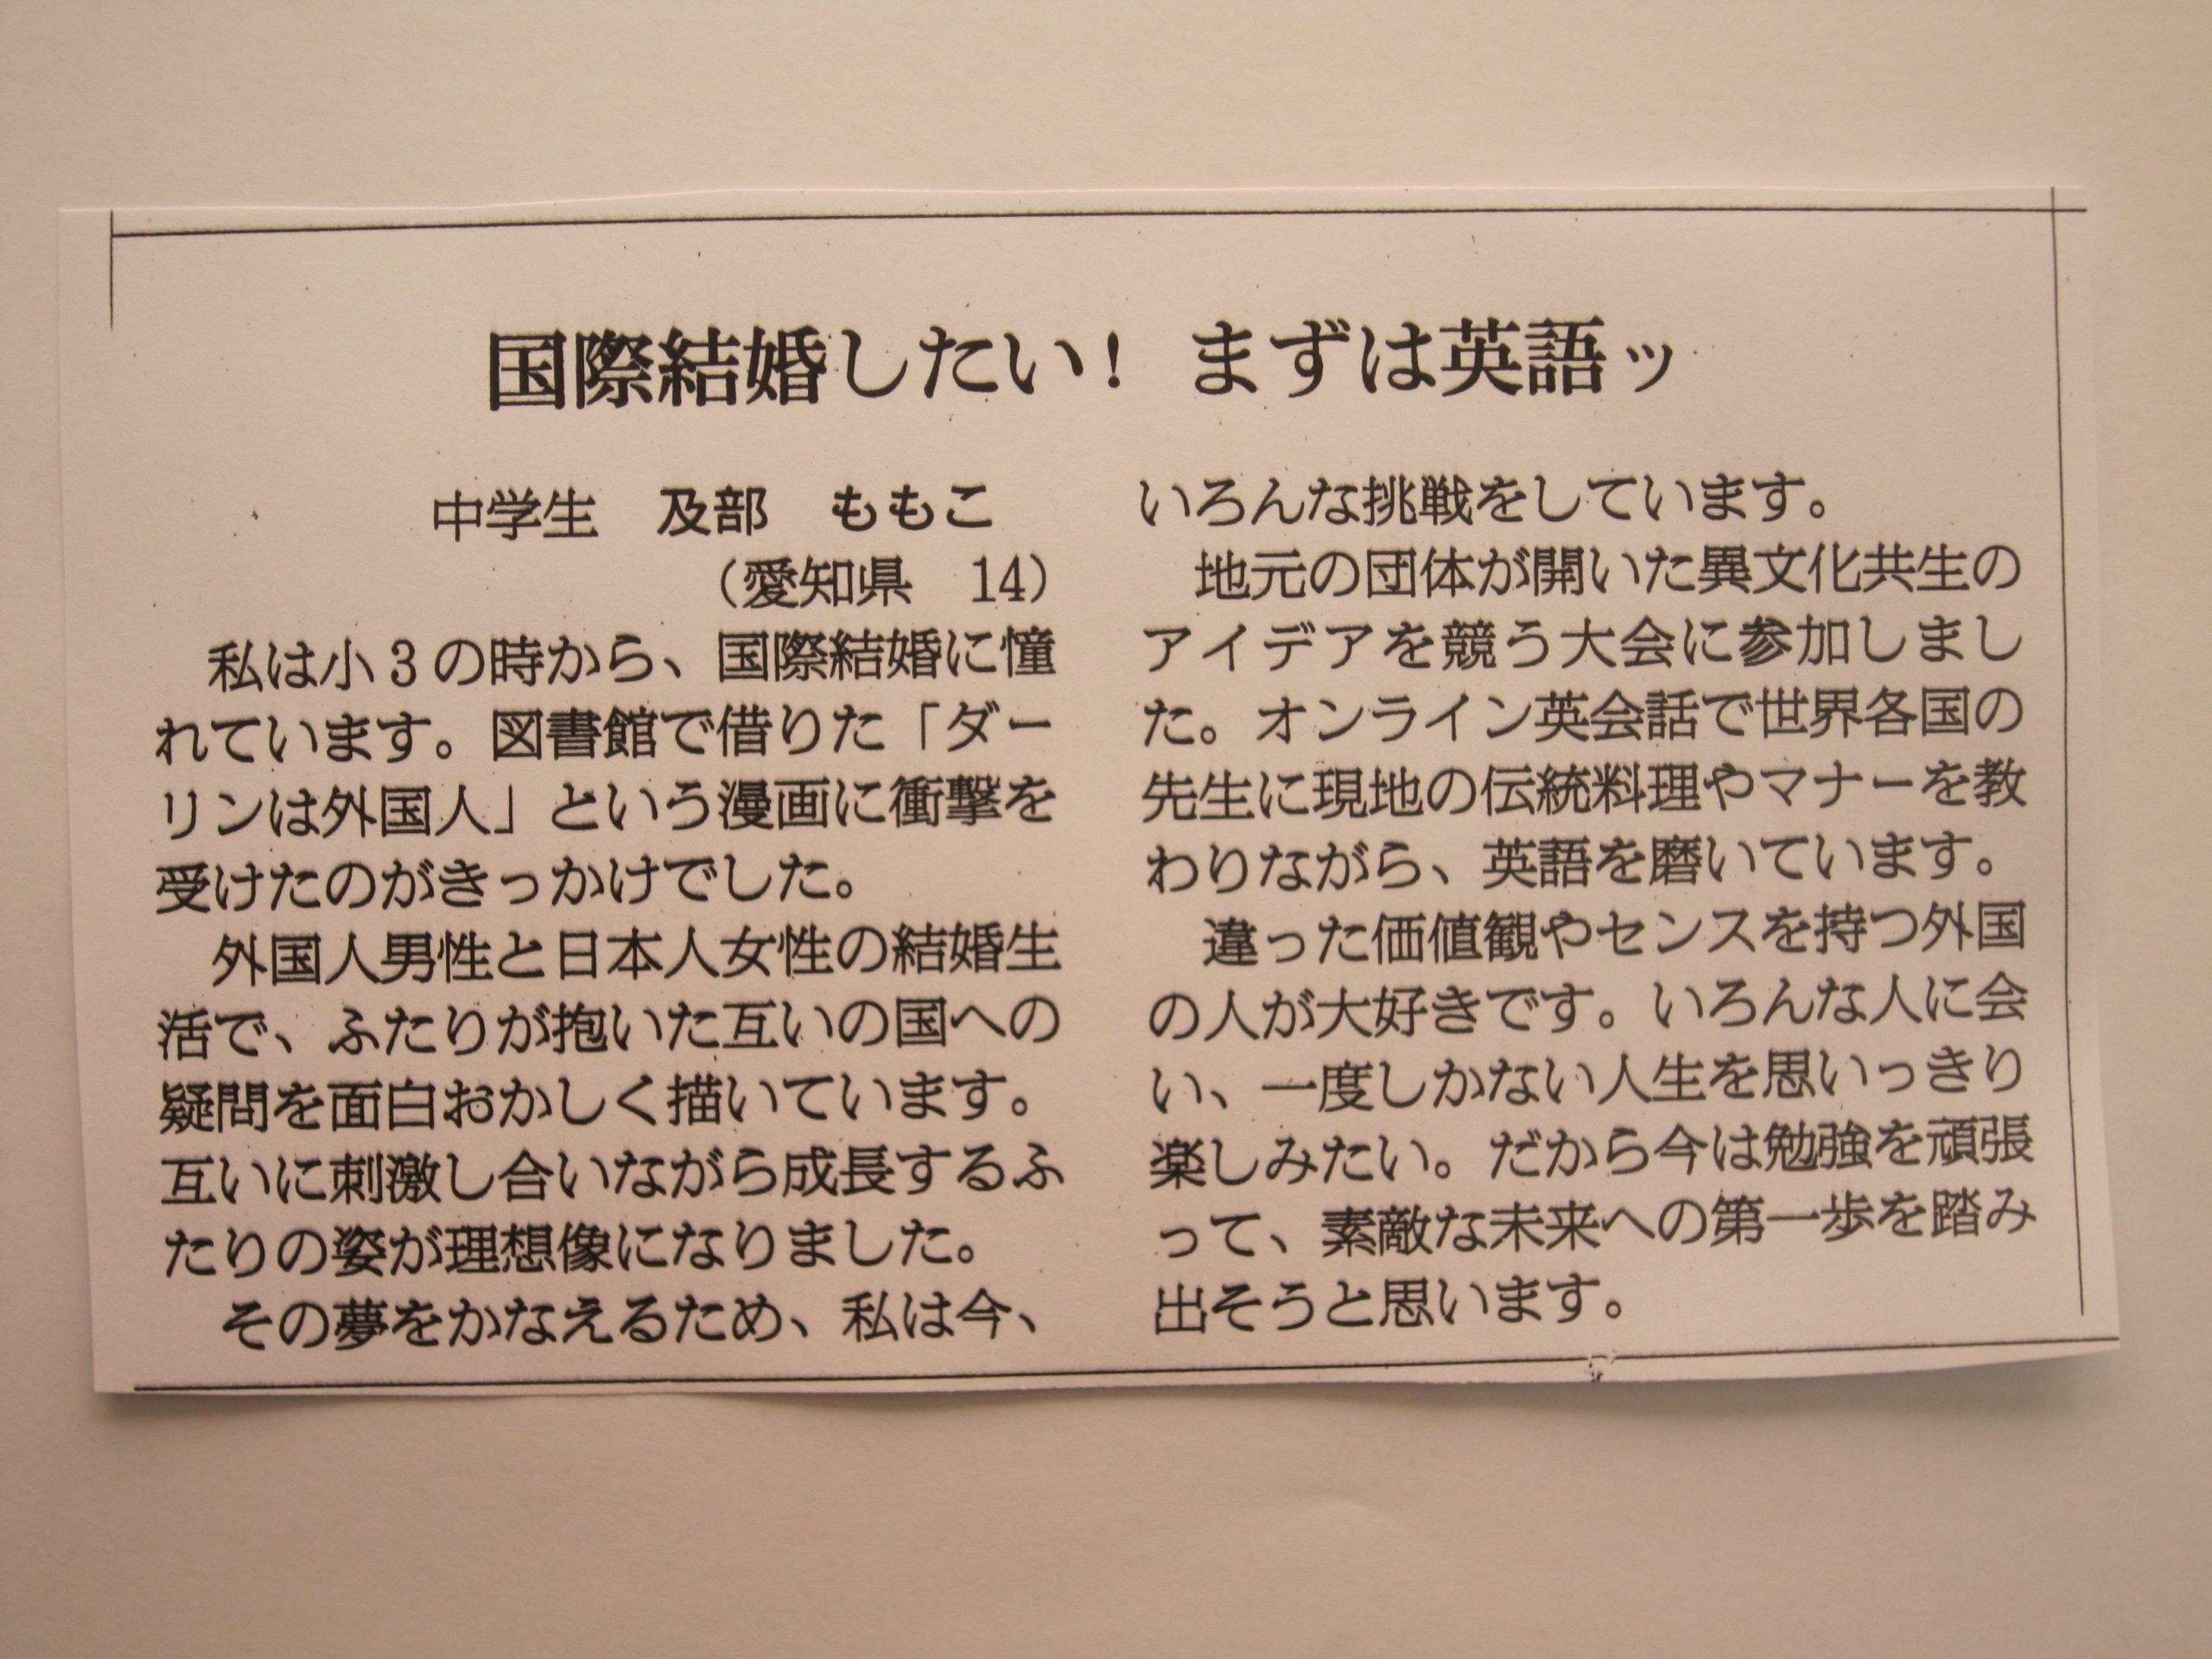 国際結婚したい！ まずは英語ッ
中学生　及部　ももこ
（愛知県　14）
私は小3の時から、国際結婚に憧
れています。図書館で借りた「ダー
リンは外国人」という漫画に衝撃を
受けたのがきっかけでした。
外国人男性と日本人女性の結婚生
活で、ふたりが抱いた互いの国への
疑問を面白おかしく描いています。
互いに刺激し合いながら成長するふ
たりの姿が理想像になりました。
その夢をかなえるため、私は今、
いろんな挑戦をしています。
地元の団体が開いた異文化共生の
アイデアを競う大会に参加しまし
た。オンライン英会話で世界各国の
先生に現地の伝統料理やマナーを教
わりながら、英語を磨いています。
違った価値観やセンスを持つ外国
の人が大好きです。いろんな人に会
い、一度しかない人生を思いっきり
楽しみたい。だから今は勉強を頑張
って、素敵な未来への第一歩を踏み
出そうと思います。